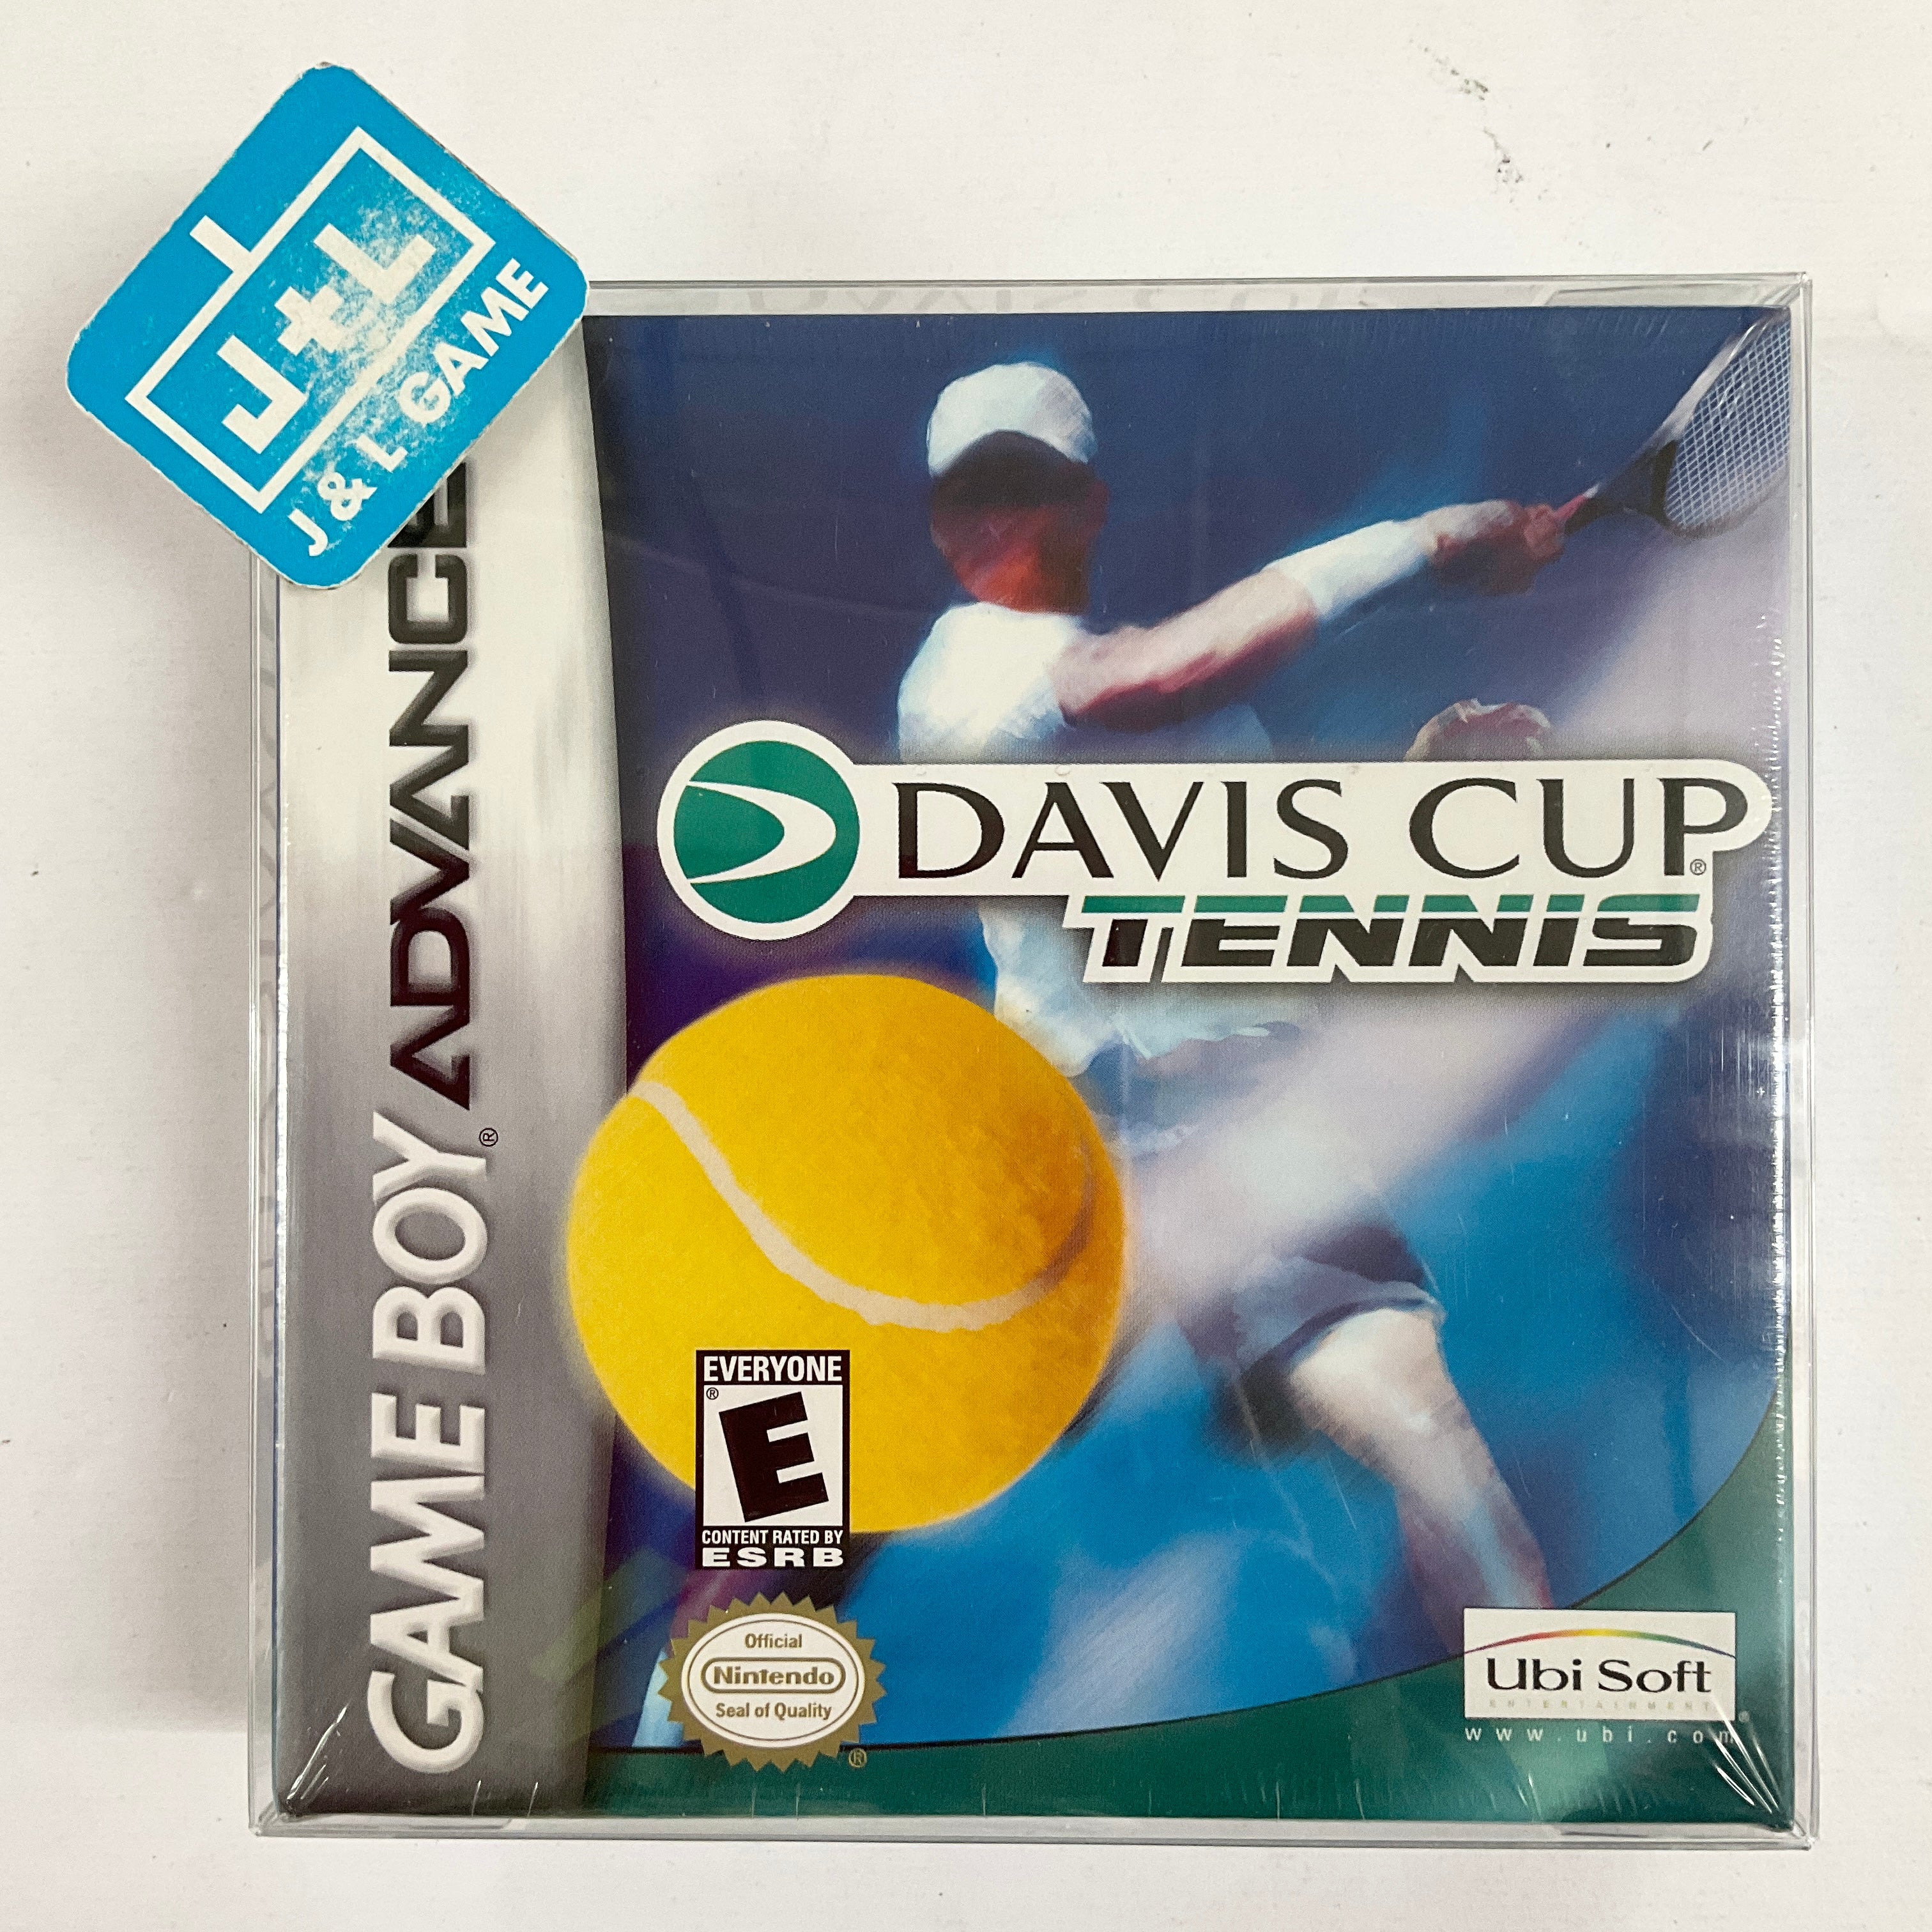 J+L
J & L GAME
GAME BOY ADVANCE
®
DAVIS CUP
®
TENNIS
EVERYONE
®
E
CONTENT RATED BY
ESRB
Official
Nintendo
Seal of Quality
®
Ubi Soft
ENTERTAINMENT
®
www.ubi.com